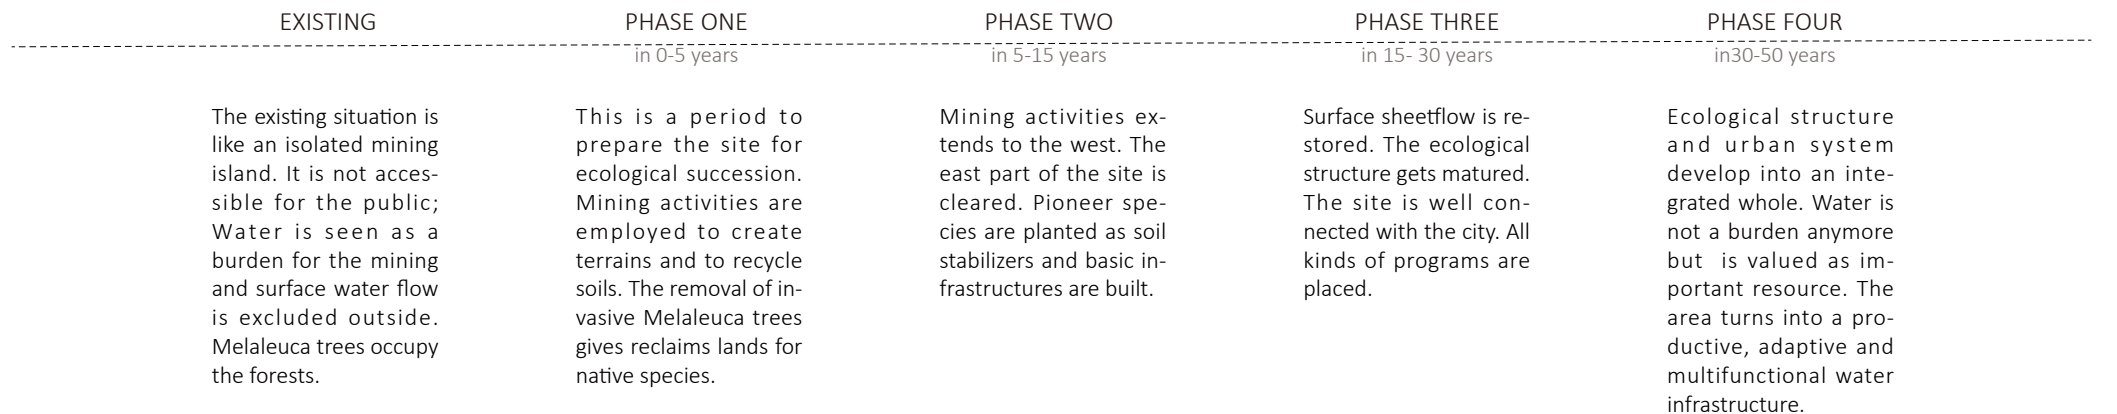 EXISTING
PHASE ONE
PHASE TWO
PHASE THREE
PHASE FOUR
in 0-5 years
in 5-15 years
in 15- 30 years
in30-50 years
The existing situation is
like an isolated mining
island. It is not acces-
sible for the public;
Water is seen as a
burden for the mining
and surface water flow
is excluded outside.
Melaleuca trees occupy
the forests.
This is a period to
prepare the site for
ecological succession.
Mining activities are
employed to create
terrains and to recycle
soils. The removal of in-
vasive Melaleuca trees
gives reclaims lands for
native species.
Mining activities ex-
tends to the west. The
east part of the site is
cleared. Pioneer spe-
cies are planted as soil
stabilizers and basic in-
frastructures are built.
Surface sheetflow is re-
stored. The ecological
structure gets matured.
The site is well con-
nected with the city. All
kinds of programs are
placed.
Ecological structure
and urban system
develop into an inte-
grated whole. Water is
not a burden anymore
but  is valued as im-
portant resource. The
area turns into a pro-
ductive, adaptive and
multifunctional water
infrastructure.